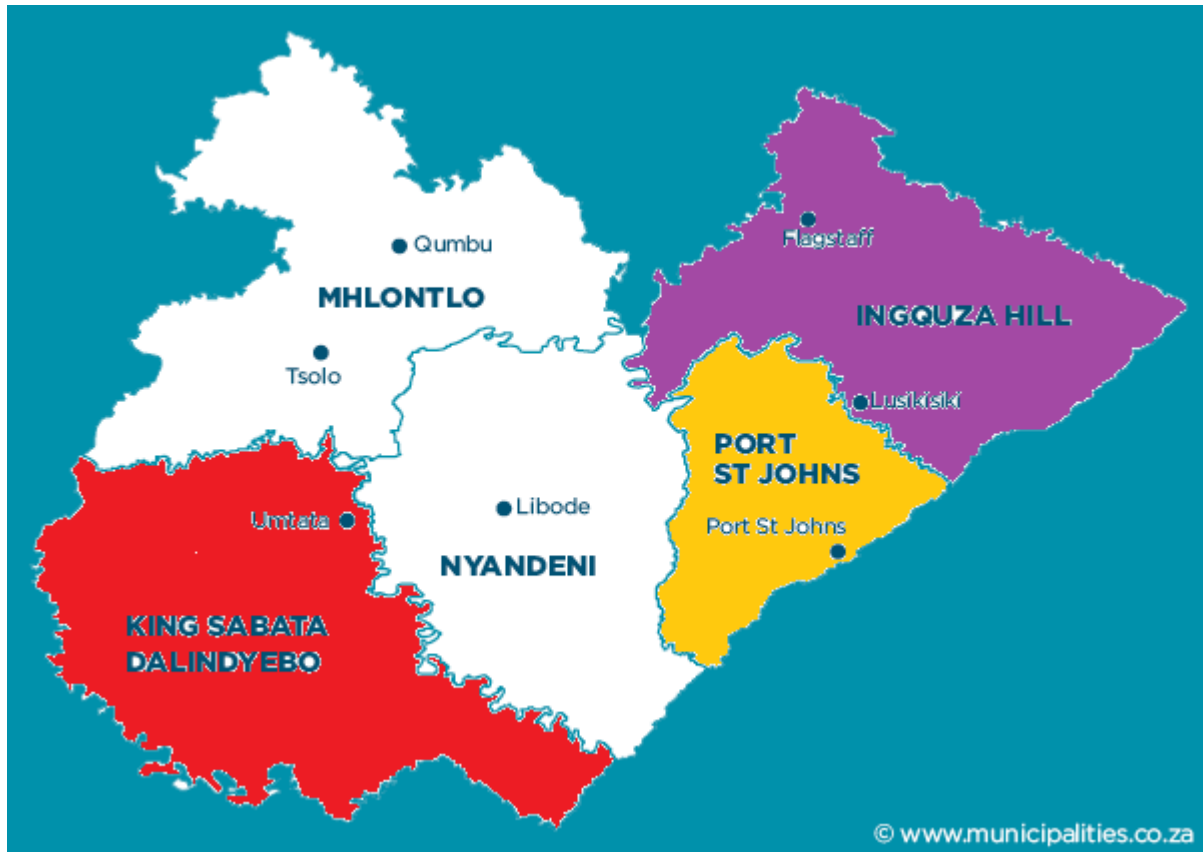 Qumbu
MHLONTLO
Tsolo
Flagstaff
INGQUZA HILL
Lusikisiki
PORT
ST JOHNS
Port St Johns
Libode
NYANDENI
Umtata
KING SABATA
DALINDYEBO
© www.municipalities.co.za